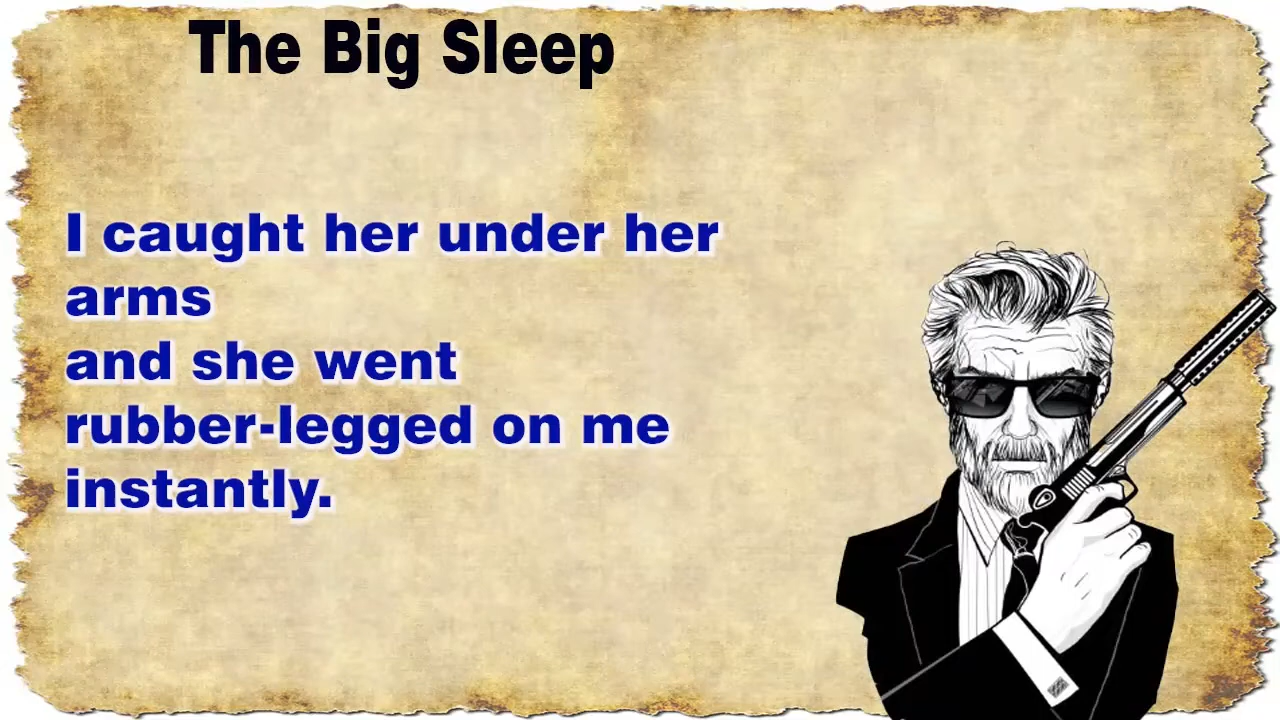 The Big Sleep
I caught her under her
arms
and she went
rubber-legged on me
instantly.